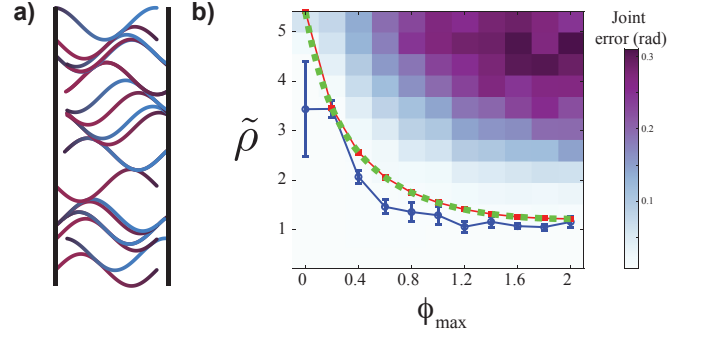 a)
b)
Joint
error (rad)
0.3
0.2
0.1
5
4
3
2
1
ρ̃
0 0.4 0.8 1.2 1.6 2
ϕmax